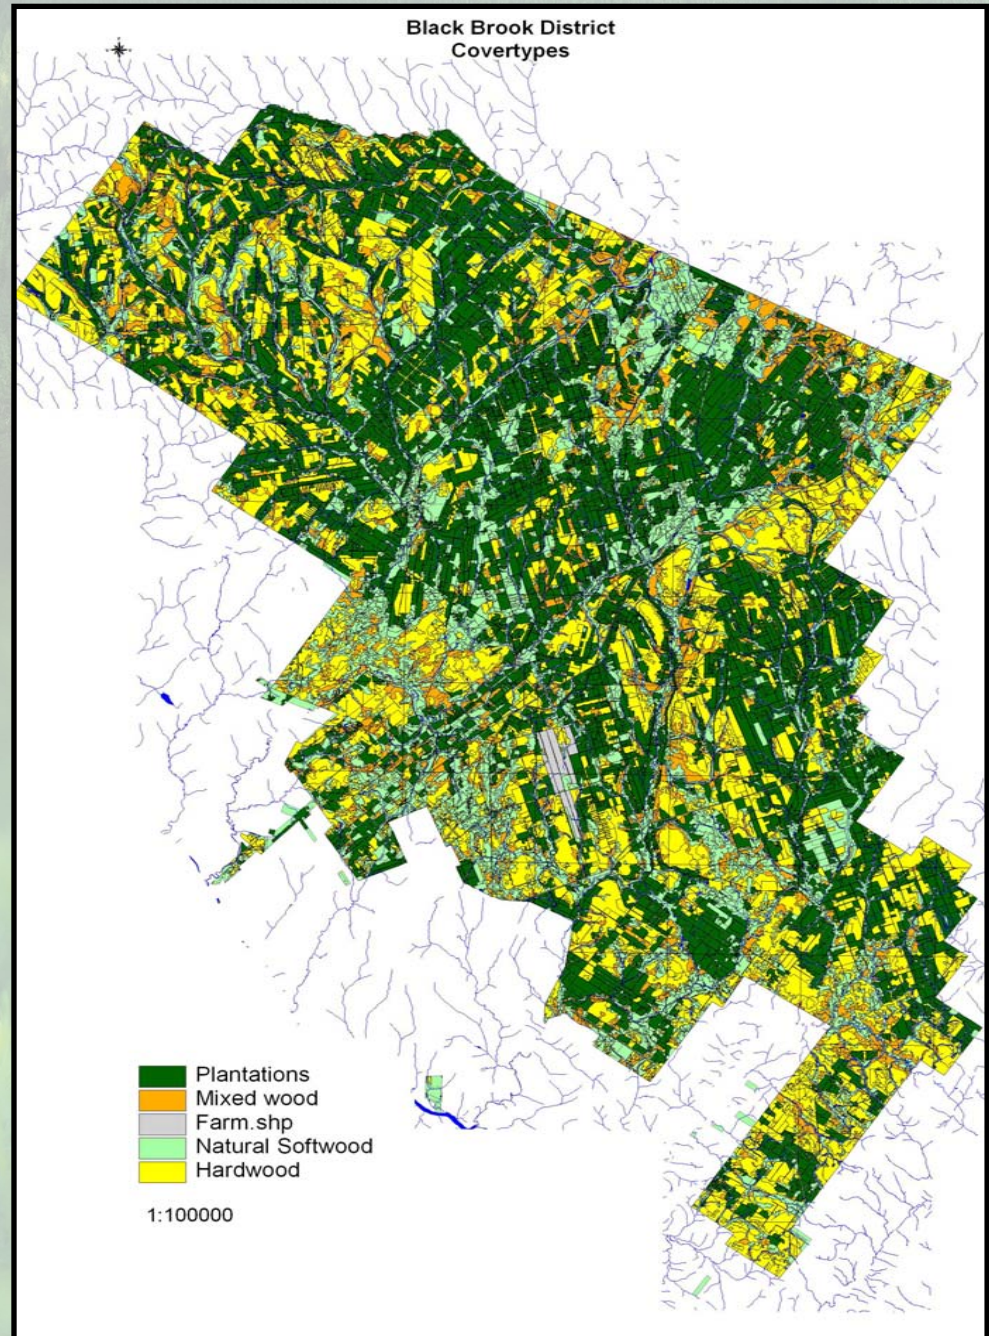 Black Brook District
Covertypes
Plantations
Mixed wood
Farm.shp
Natural Softwood
Hardwood
1:100000